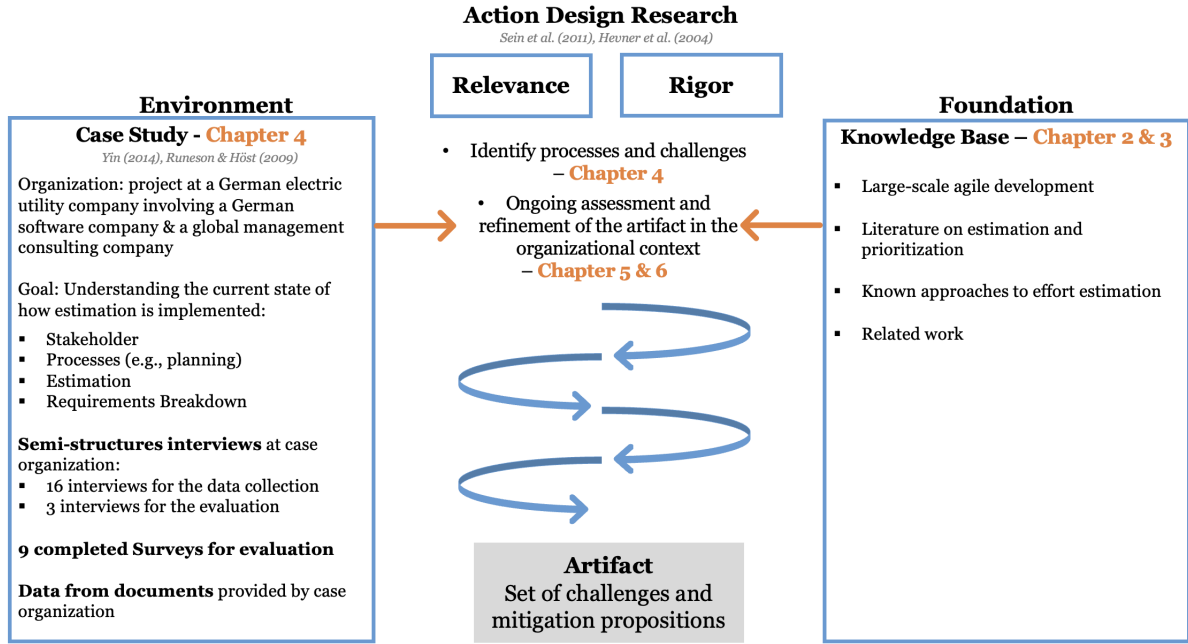 Action Design Research
Sein et al. (2011), Hevner et al. (2004)
Relevance
Rigor
Environment
Case Study - Chapter 4
Yin (2014), Runeson & Höst (2009)
Organization: project at a German electric
utility company involving a German
software company & a global management
consulting company
Goal: Understanding the current state of
how estimation is implemented:
▪ Stakeholder
▪ Processes (e.g., planning)
▪ Estimation
▪ Requirements Breakdown
Semi-structures interviews at case
organization:
▪ 16 interviews for the data collection
▪ 3 interviews for the evaluation
9 completed Surveys for evaluation
Data from documents provided by case
organization
• Identify processes and challenges
– Chapter 4
• Ongoing assessment and
refinement of the artifact in the
organizational context
– Chapter 5 & 6
Artifact
Set of challenges and
mitigation propositions
Foundation
Knowledge Base – Chapter 2 & 3
▪ Large-scale agile development
▪ Literature on estimation and
prioritization
▪ Known approaches to effort estimation
▪ Related work